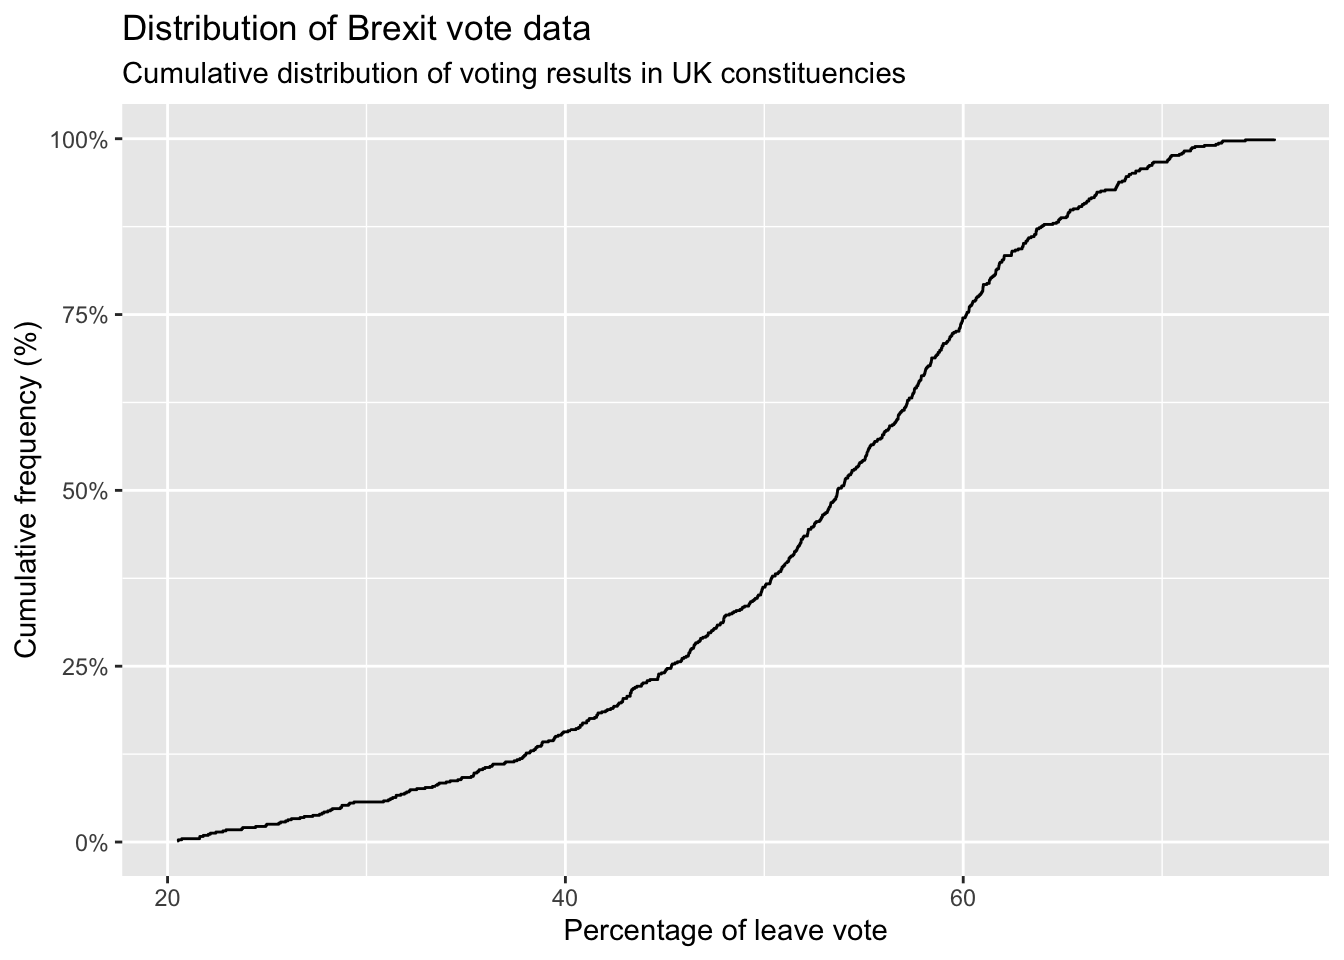 Distribution of Brexit vote data
Cumulative distribution of voting results in UK constituencies
100%
75%
50%
25%
0%
Cumulative frequency (%)
20 40 60
Percentage of leave vote